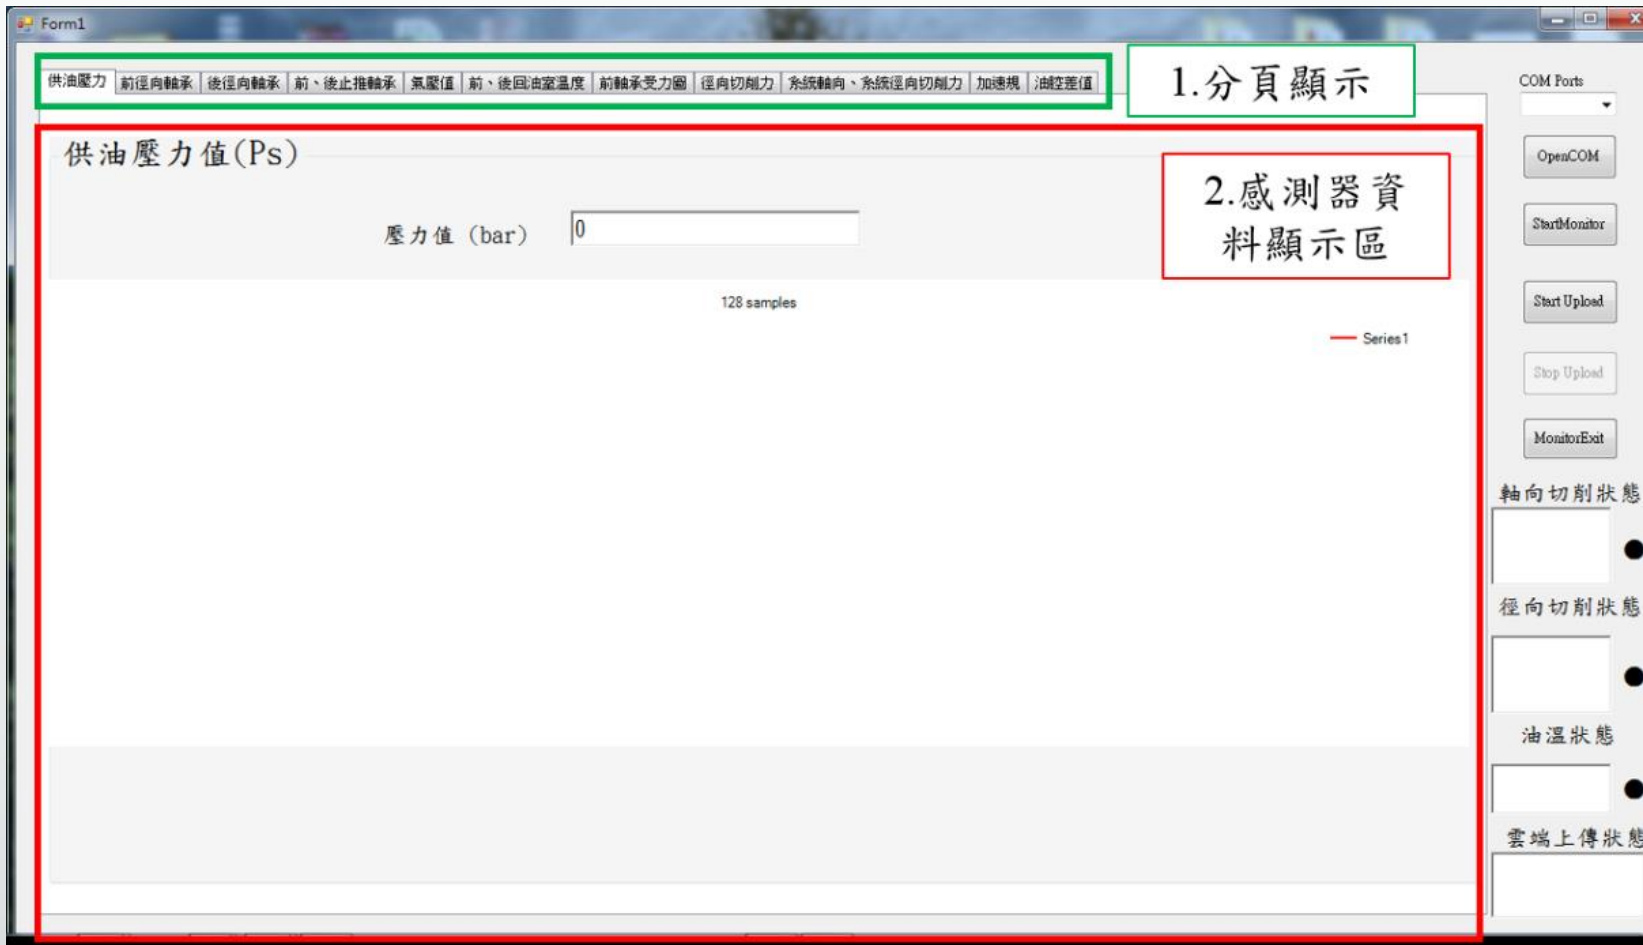 Form1
供油壓力 前徑向軸承 後徑向軸承 前、後止推軸承 氣壓值 前、後回油室溫度 前軸承受力圖 徑向切削力 系統軸向、系統徑向切削力 加速規 油腔差值
1.分頁顯示
COM Ports
供油壓力值(Ps)
OpenCOM
2.感測器資
料顯示區
壓力值 (bar) 0
StartMonitor
128 samples
Start Upload
Series1
Stop Upload
MonitorExit
軸向切削狀態
徑向切削狀態
油溫狀態
雲端上傳狀態